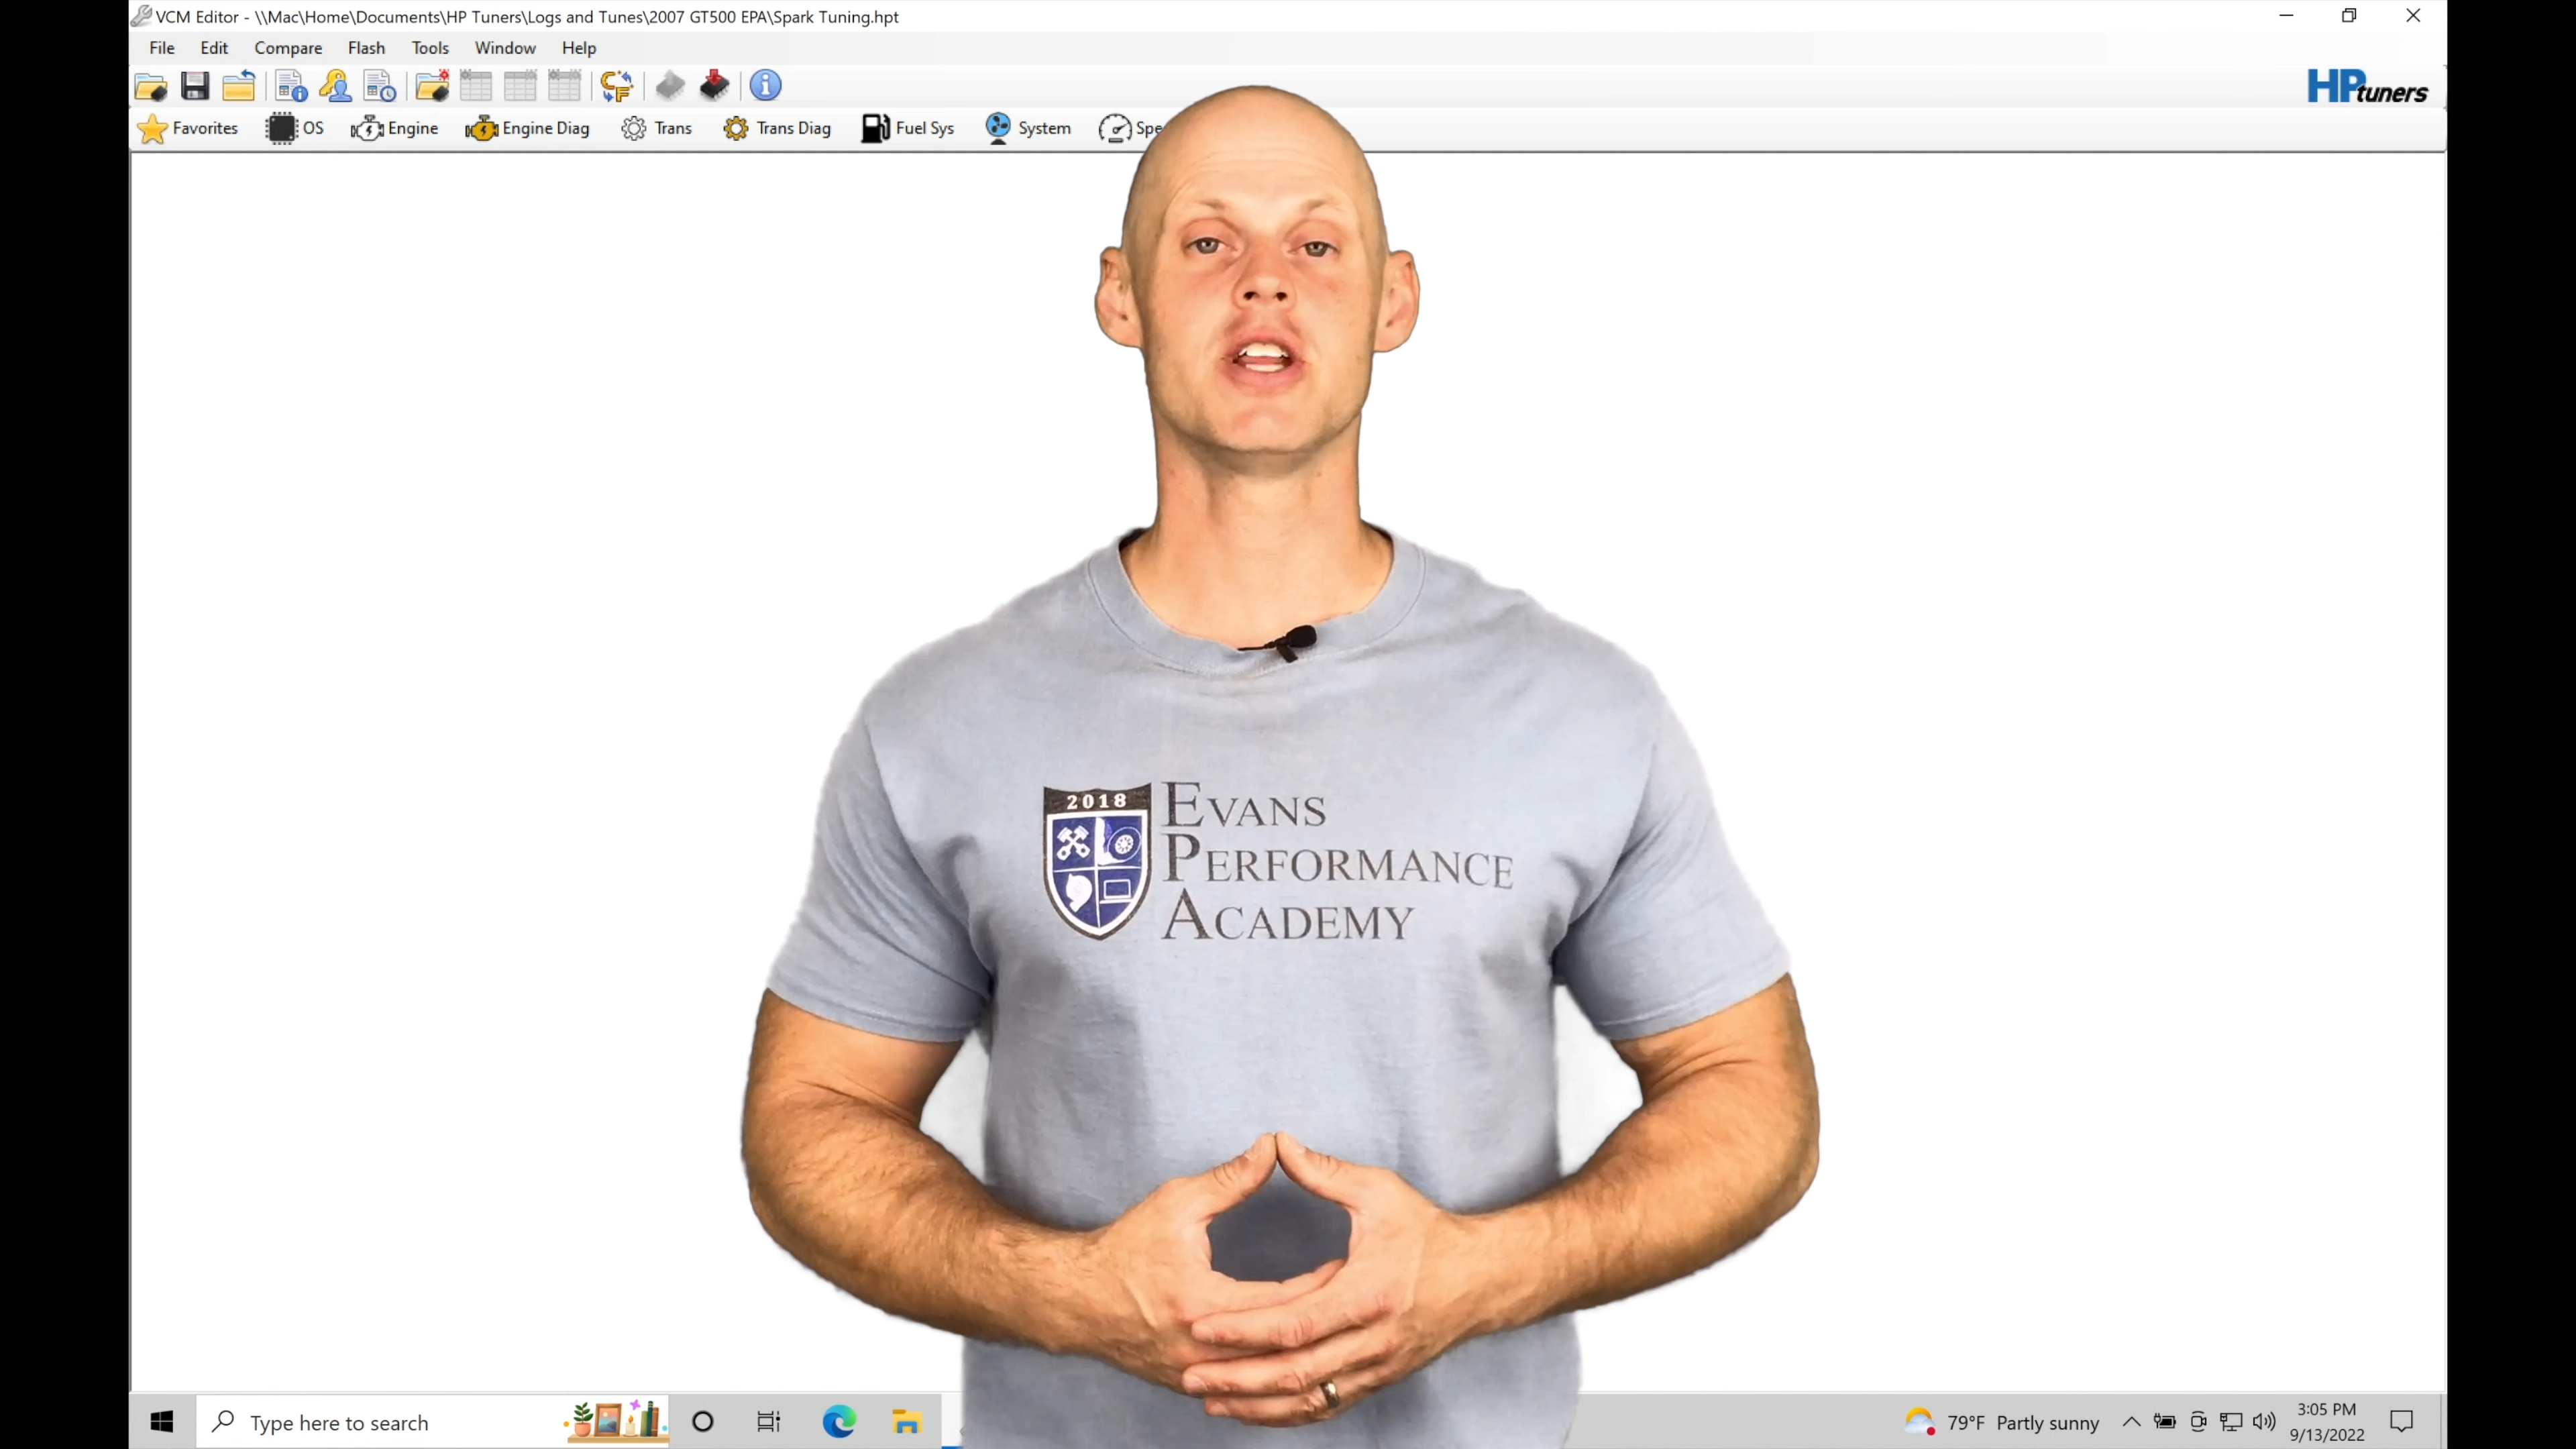 VCM Editor - \\Mac\Home\Documents\HP Tuners\Logs and Tunes\2007 GT500 EPA\Spark Tuning.hpt
File Edit Compare Flash Tools Window Help
HPtuners
Favorites OS Engine Engine Diag Trans Trans Diag Fuel Sys System Spe
2018
EVANS
PERFORMANCE
ACADEMY
Type here to search
79°F Partly sunny
3:05 PM
9/13/2022